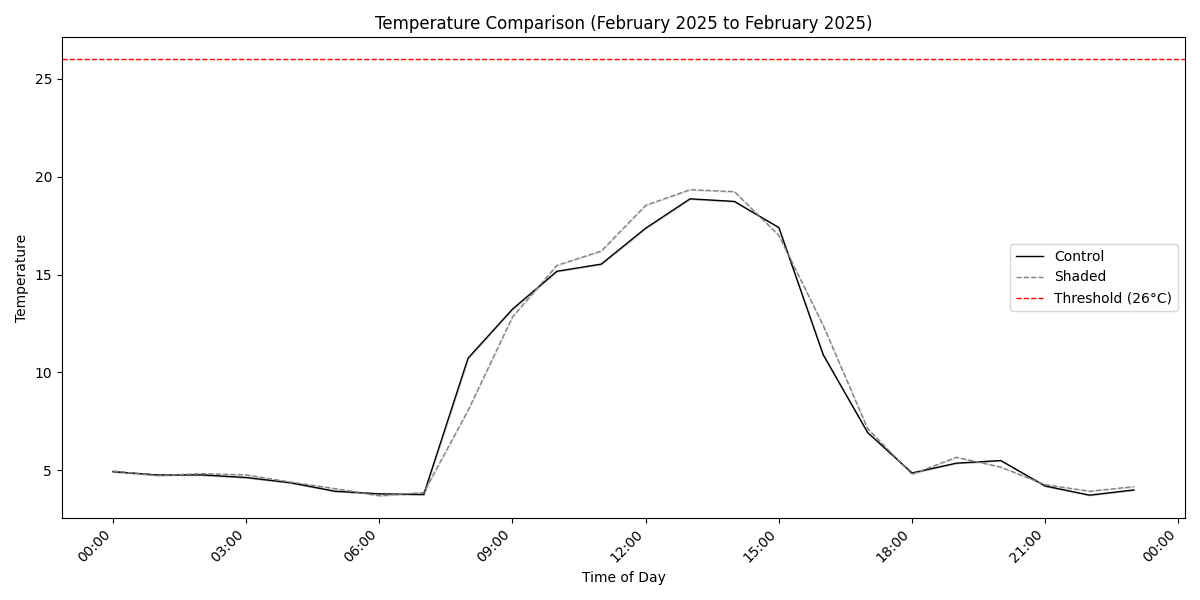 Temperature Comparison (February 2025 to February 2025)
Temperature
25
20
15
10
5
Control
Shaded
Threshold (26°C)
00:00
03:00
06:00
09:00
12:00
15:00
18:00
21:00
00:00
Time of Day